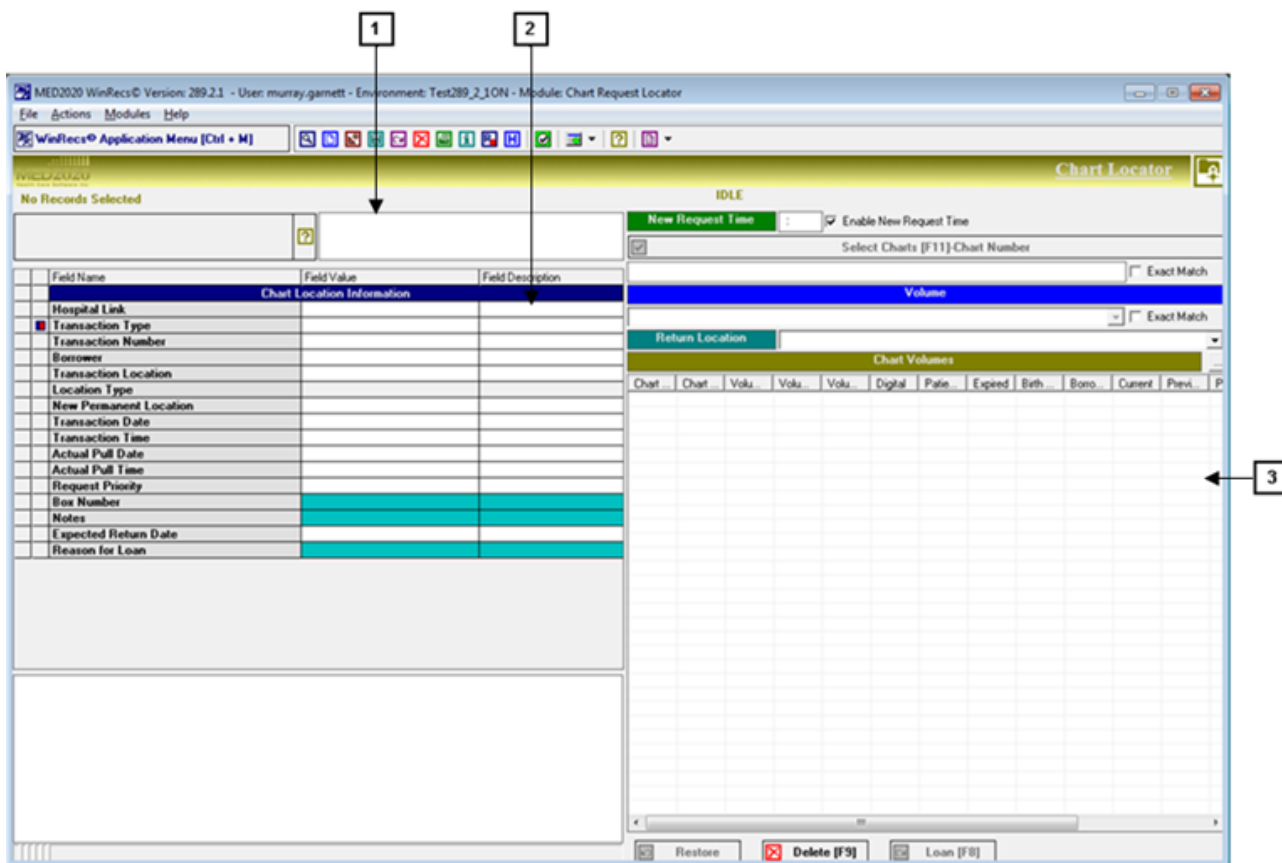 1
2
MED2020 WinRecs© Version: 289.2.1 - User: murray.garnett - Environment: Test289_2_1ON - Module: Chart Request Locator
File Actions Modules Help
WinRecs© Application Menu [Ctrl + M]
MED2020
Chart Locator
No Records Selected
IDLE
New Request Time : Enable New Request Time
Select Charts [F11]-Chart Number
Exact Match
Volume
Exact Match
Return Location
Chart Volumes
Chart ... Chart ... Volu... Volu... Volu... Digital Patie... Expired Birth ... Borro... Current Previ... P
Field Name Field Value Field Description
Chart Location Information
Hospital Link
Transaction Type
Transaction Number
Borrower
Transaction Location
Location Type
New Permanent Location
Transaction Date
Transaction Time
Actual Pull Date
Actual Pull Time
Request Priority
Box Number
Notes
Expected Return Date
Reason for Loan
3
Restore Delete [F9] Loan [F8]